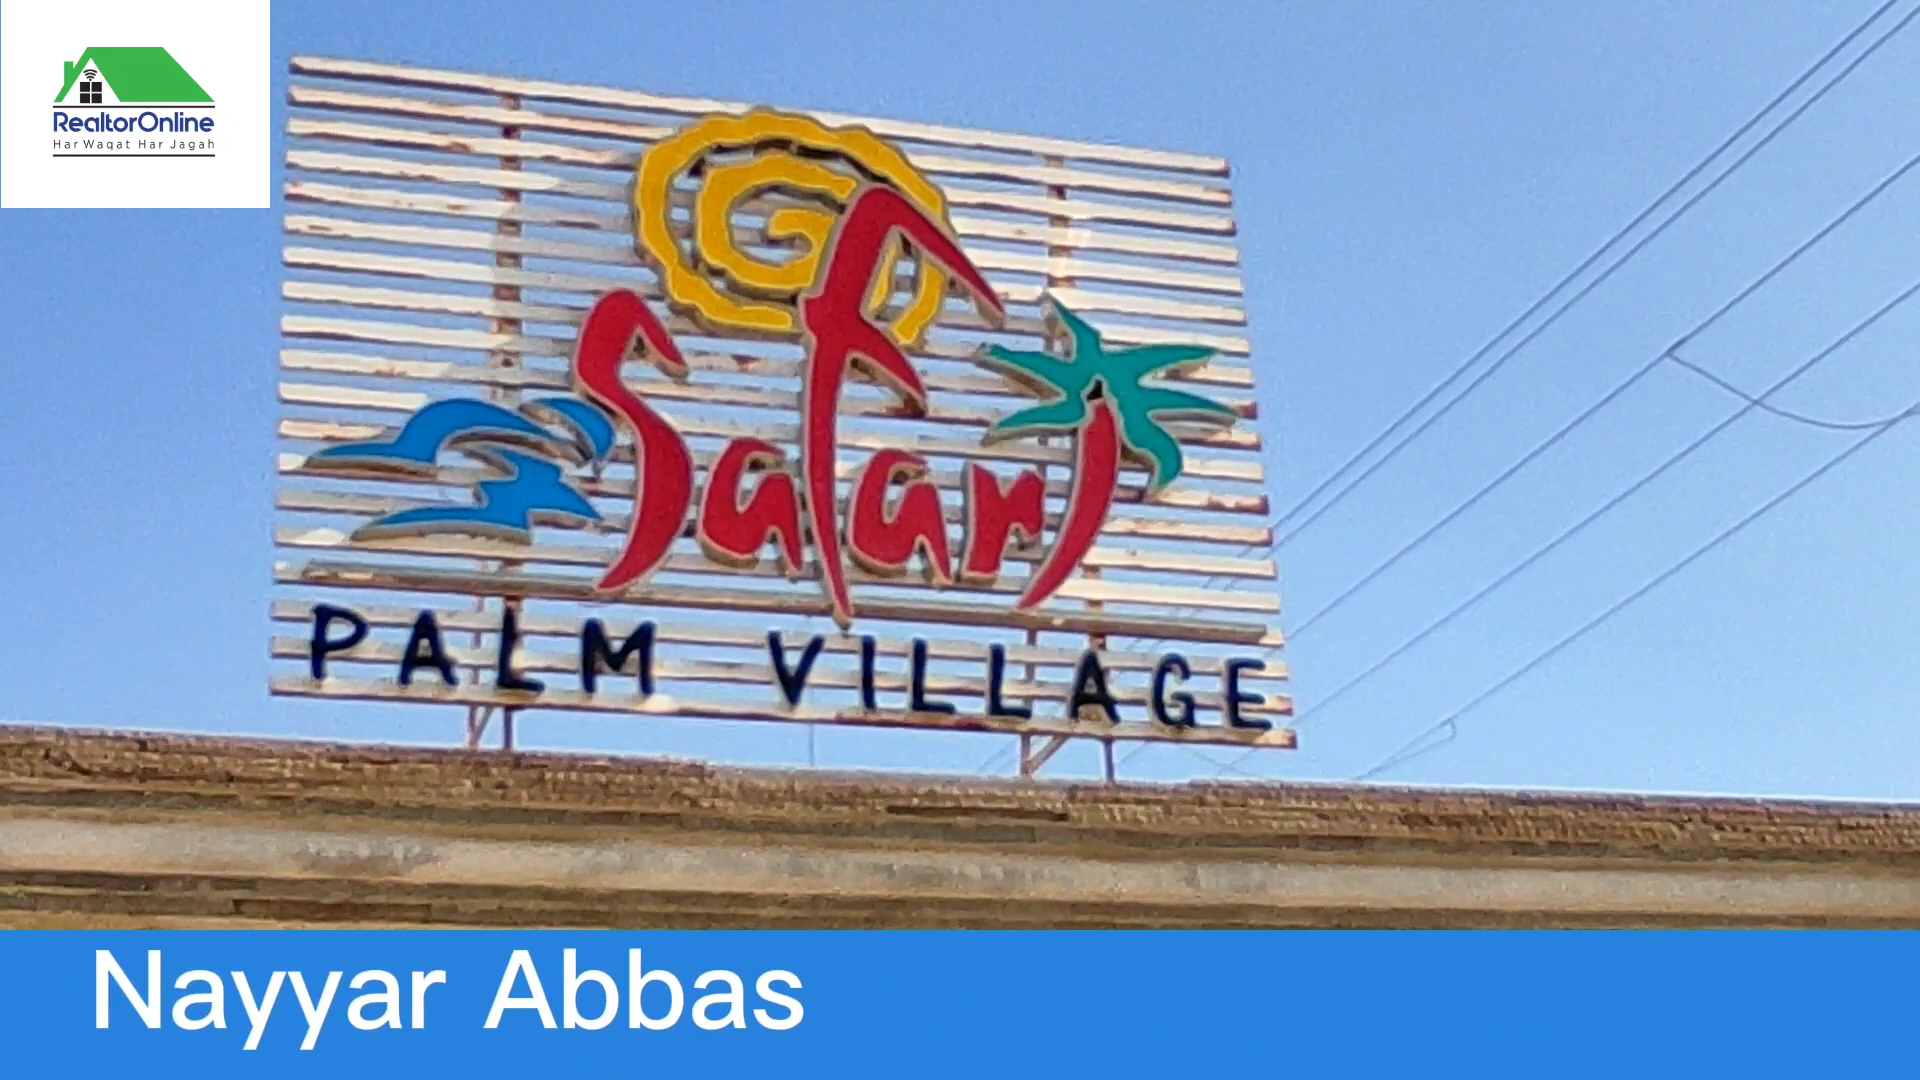 RealtorOnline
Har Waqat Har Jagah
Safari
PALM VILLAGE
Nayyar Abbas